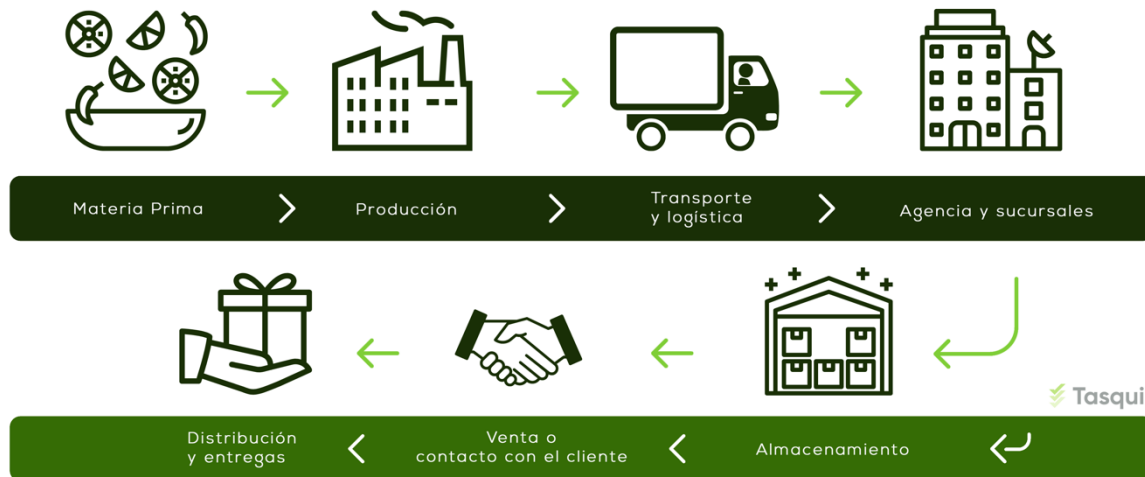 Materia Prima
Producción
Transporte
y logística
Agencia y sucursales
Tasqui
Distribución
y entregas
Venta o
contacto con el cliente
Almacenamiento